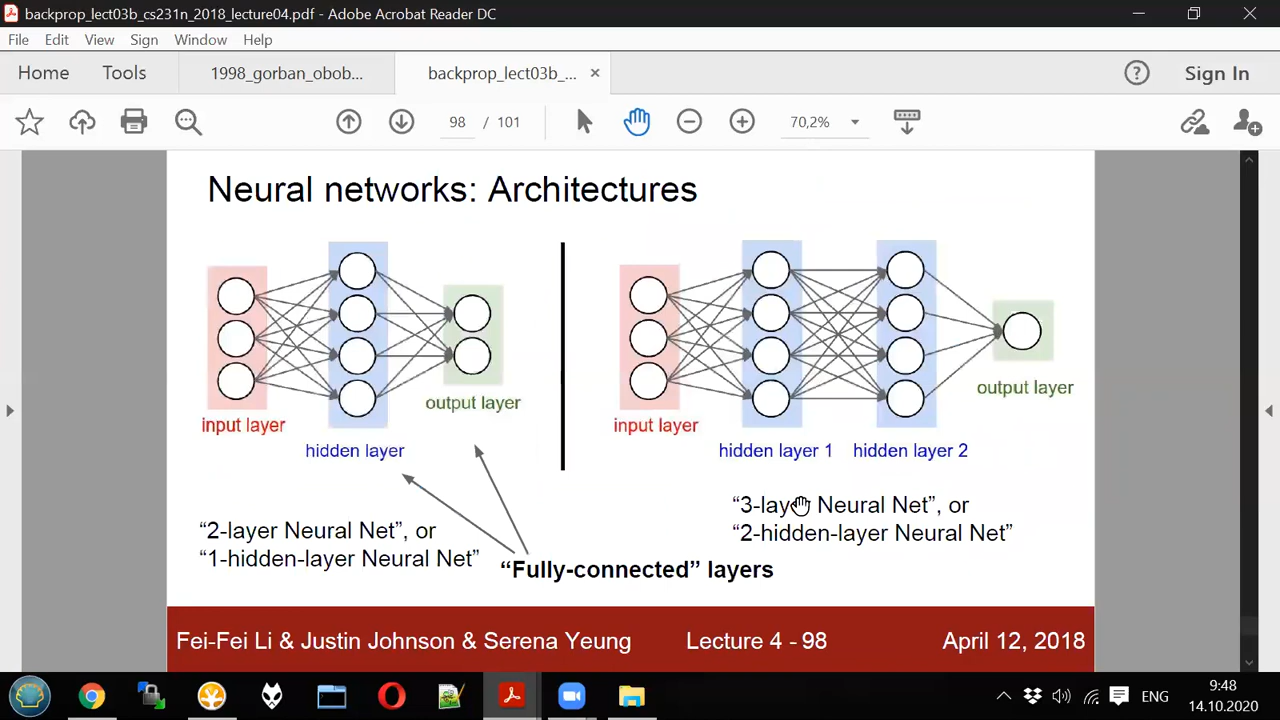 backprop_lect03b_cs231n_2018_lecture04.pdf - Adobe Acrobat Reader DC
File Edit View Sign Window Help
Home Tools 1998_gorban_obob... backprop_lect03b_... Sign In
98 / 101 70,2%
Neural networks: Architectures
input layer
hidden layer
output layer
input layer
hidden layer 1
hidden layer 2
output layer
“2-layer Neural Net”, or
“1-hidden-layer Neural Net”
“3-layer Neural Net”, or
“2-hidden-layer Neural Net”
“Fully-connected” layers
Fei-Fei Li & Justin Johnson & Serena Yeung Lecture 4 - 98 April 12, 2018
ENG
9:48
14.10.2020